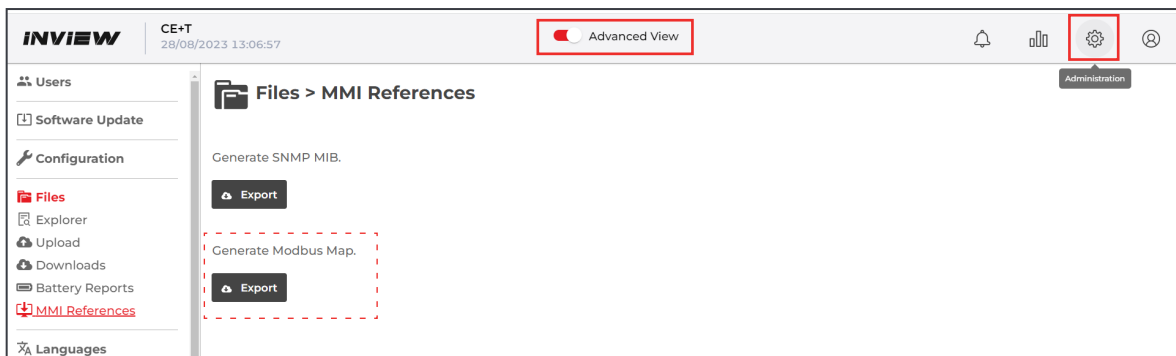 iNViEW
CE+T
28/08/2023 13:06:57
Advanced View
Administration
Users
Software Update
Configuration
Files
Explorer
Upload
Downloads
Battery Reports
MMI References
Languages
Files > MMI References
Generate SNMP MIB.
Export
Generate Modbus Map.
Export